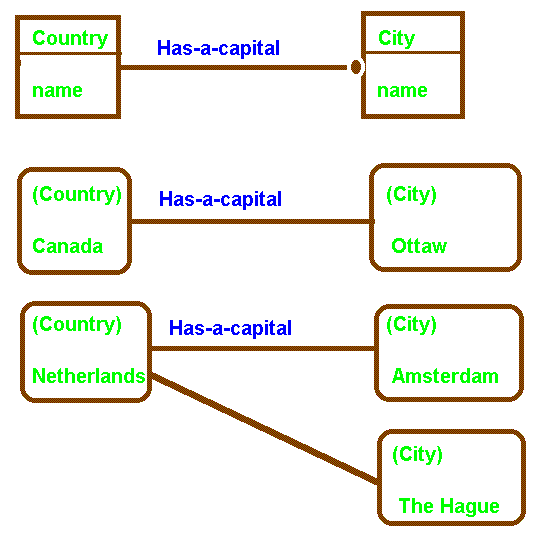 Country
Has-a-capital
City
name
name
(Country)
Has-a-capital
(City)
Canada
Ottaw
(Country)
Has-a-capital
(City)
Netherlands
Amsterdam
(City)
The Hague